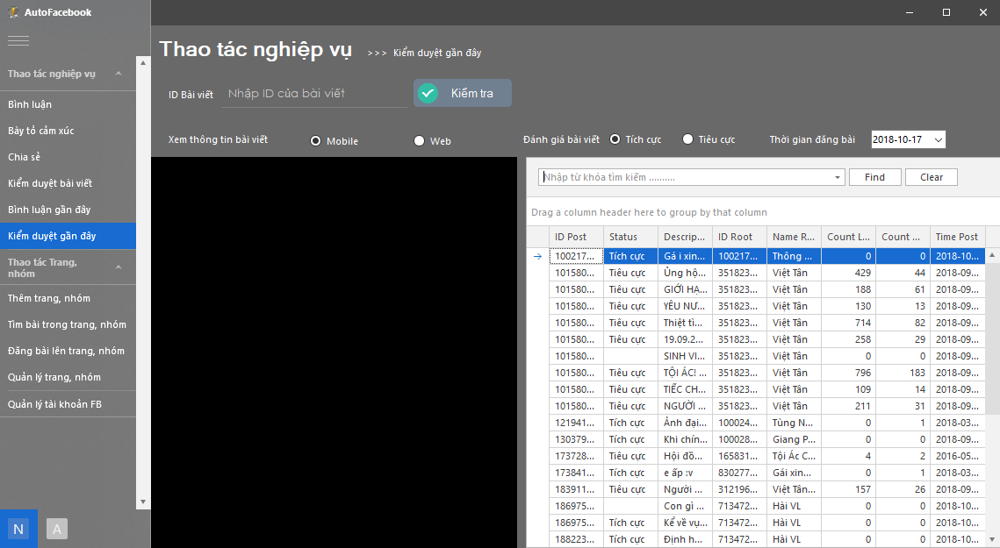 AutoFacebook
Thao tác nghiệp vụ
Bình luận
Bày tỏ cảm xúc
Chia sẻ
Kiểm duyệt bài viết
Bình luận gần đây
Kiểm duyệt gần đây
Thao tác Trang,
nhóm
Thêm trang, nhóm
Tìm bài trong trang, nhóm
Đăng bài lên trang, nhóm
Quản lý trang, nhóm
Quản lý tài khoản FB
N A
Thao tác nghiệp vụ >>> Kiểm duyệt gần đây
ID Bài viết Nhập ID của bài viết Kiểm tra
Xem thông tin bài viết Mobile Web Đánh giá bài viết Tích cực Tiêu cực Thời gian đăng bài 2018-10-17
Nhập từ khóa tìm kiếm .......... Find Clear
Drag a column header here to group by that column
ID Post Status Descrip... ID Root Name R... Count L... Count ... Time Post
100217... Tích cực Gá i xin... 100217... Thông ... 0 0 2018-10...
101580... Tiêu cực Ủng hộ... 351823... Việt Tân 429 44 2018-09...
101580... Tiêu cực GIỚI HẠ... 351823... Việt Tân 188 61 2018-09...
101580... Tiêu cực YÊU NƯ... 351823... Việt Tân 130 13 2018-09...
101580... Tiêu cực Thiệt tì... 351823... Việt Tân 714 82 2018-09...
101580... Tiêu cực 19.09.2... 351823... Việt Tân 258 29 2018-09...
101580... SINH VI... 351823... Việt Tân 0 0 2018-09...
101580... Tiêu cực TỘI ÁC! ... 351823... Việt Tân 796 183 2018-09...
101580... Tiêu cực TIẾC CH... 351823... Việt Tân 109 14 2018-09...
101580... Tiêu cực NGƯỜI ... 351823... Việt Tân 211 31 2018-09...
121941... Tích cực Ảnh đại... 100024... Tùng N... 0 1 2018-03...
130379... Tích cực Khi chín... 100028... Giang P... 0 0 2018-09...
173728... Tiêu cực Hội đồ... 165831... Tội Ác C... 4 2 2016-05...
173841... Tích cực e ấp :v 830277... Gái xin... 0 1 2018-03...
183911... Tiêu cực Người ... 312196... Việt Tân... 157 26 2018-09...
186975... Con gì ... 713472... Hài VL 0 0 2018-10...
186975... Tích cực Kể về vụ... 713472... Hài VL 0 0 2018-10...
188223... Tích cực Định h... 713472... Hài VL 0 0 2018-10...